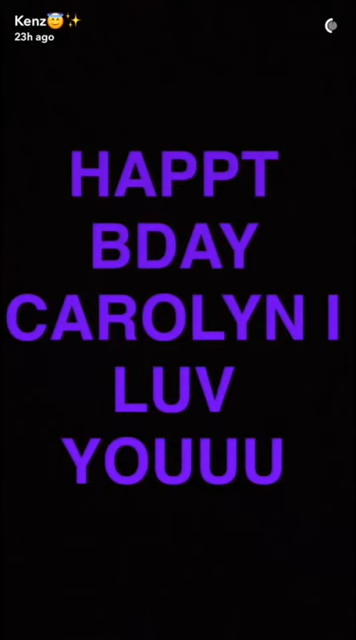 Kenz😇✨
23h ago
HAPPT
BDAY
CAROLYN I
LUV
YOUUU